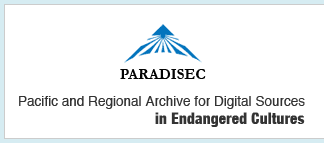 PARADISEC
Pacific and Regional Archive for Digital Sources
in Endangered Cultures